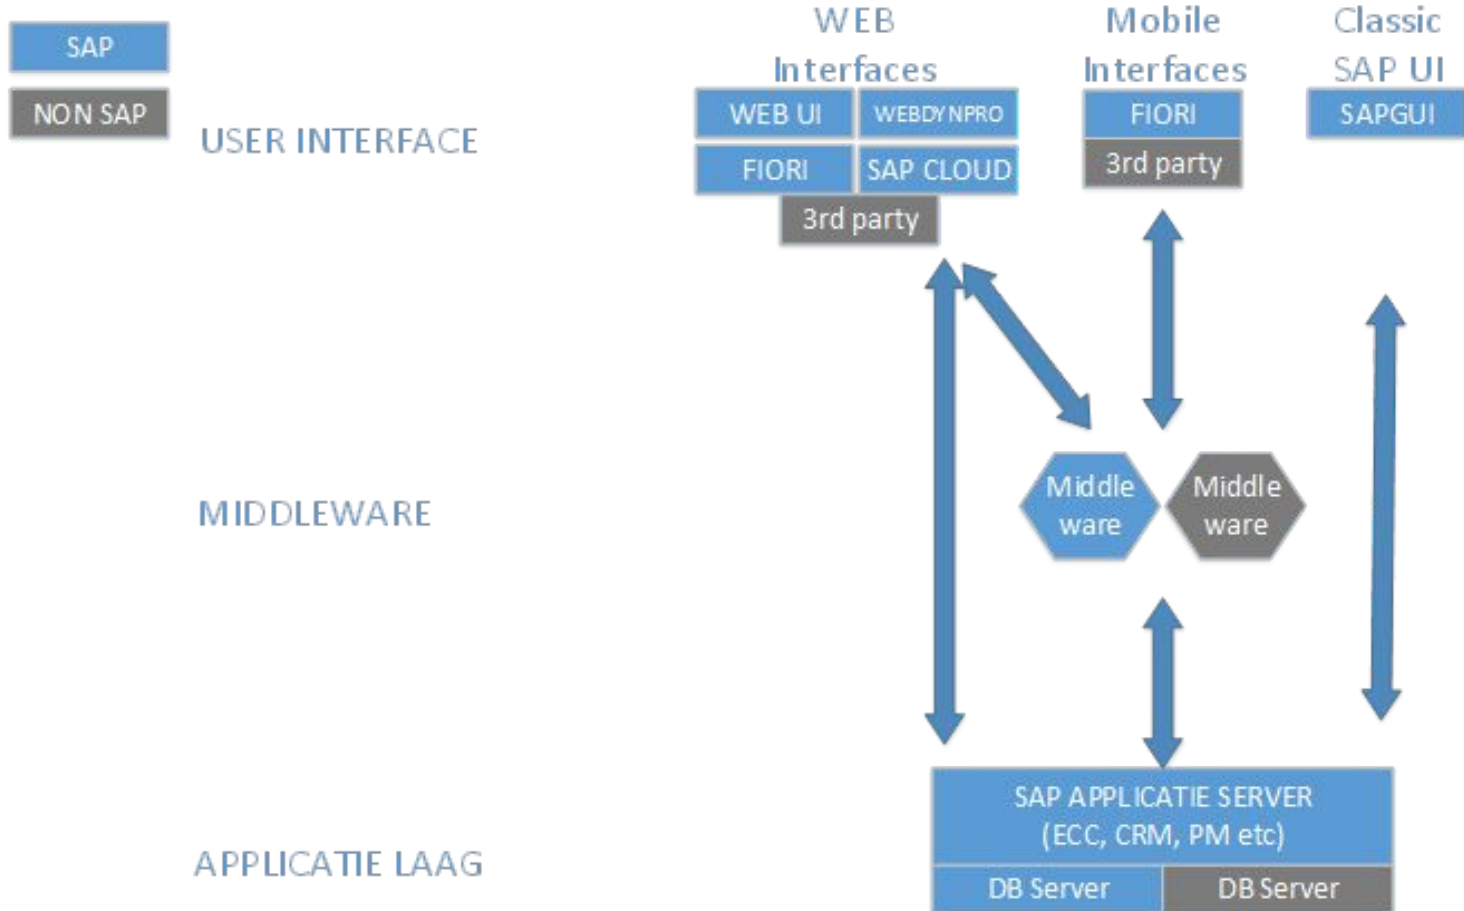 SAP
NON SAP
USER INTERFACE
WEB
Interfaces
WEB UI
WEBDYNPRO
FIORI
SAP CLOUD
3rd party
Mobile
Interfaces
FIORI
3rd party
Classic
SAP UI
SAPGUI
MIDDLEWARE
Middle
ware
Middle
ware
APPLICATIE LAAG
SAP APPLICATIE SERVER
(ECC, CRM, PM etc)
DB Server
DB Server